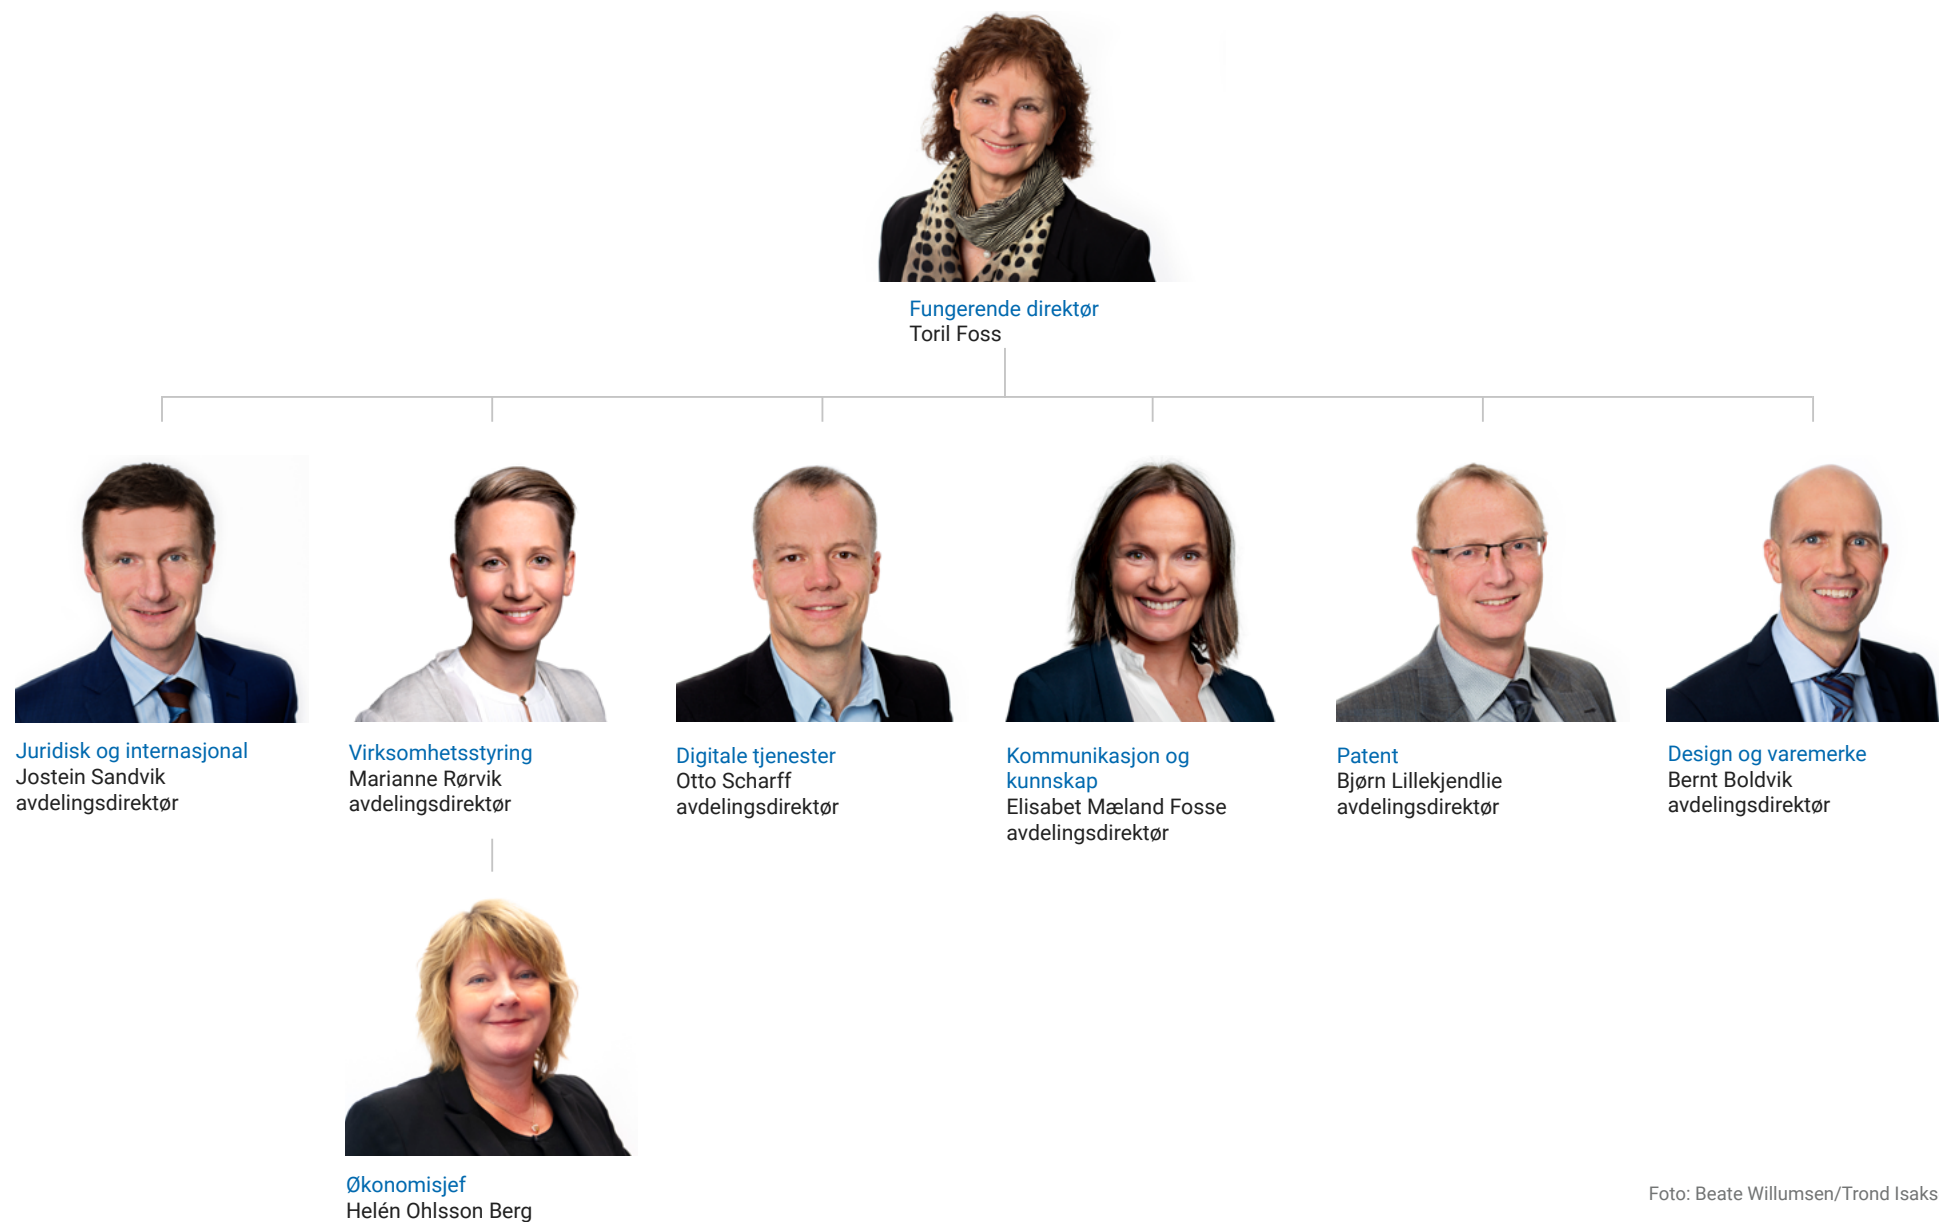 Fungerende direktør
Toril Foss
Juridisk og internasjonal
Jostein Sandvik
avdelingsdirektør
Virksomhetsstyring
Marianne Rørvik
avdelingsdirektør
Digitale tjenester
Otto Scharff
avdelingsdirektør
Kommunikasjon og
kunnskap
Elisabet Mæland Fosse
avdelingsdirektør
Patent
Bjørn Lillekjendlie
avdelingsdirektør
Design og varemerke
Bernt Boldvik
avdelingsdirektør
Økonomisjef
Helén Ohlsson Berg
Foto: Beate Willumsen/Trond Isaks